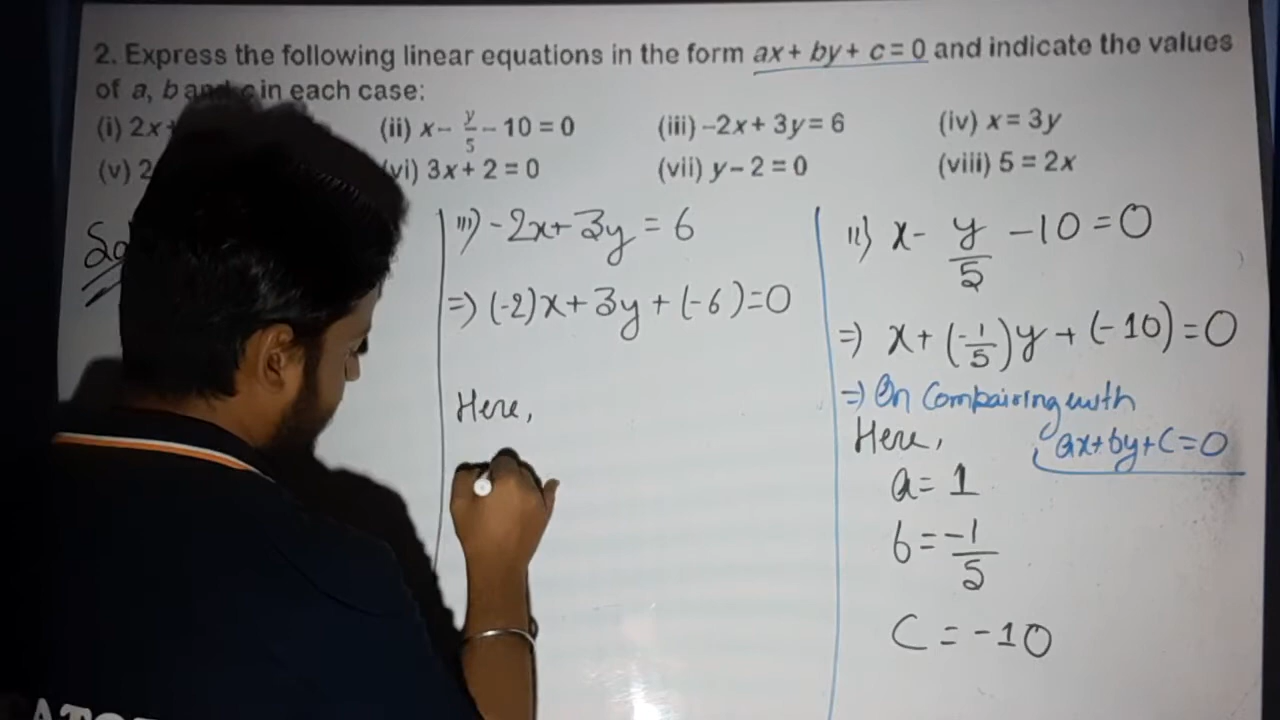 2. Express the following linear equations in the form ax + by + c = 0 and indicate the values
of a, b and c in each case:
(i) 2x+ (ii) x – y/5 – 10 = 0 (iii) –2x + 3y = 6 (iv) x = 3y
(v) 2 (vi) 3x + 2 = 0 (vii) y – 2 = 0 (viii) 5 = 2x
iii) -2x+3y = 6
=> (-2)x+3y+(-6)=0
Here,
ii) x - y/5 - 10 = 0
=> x+(-1/5)y+(-10)=0
=> On Compairing with
ax+by+c=0
Here,
a = 1
b = -1/5
C = -10